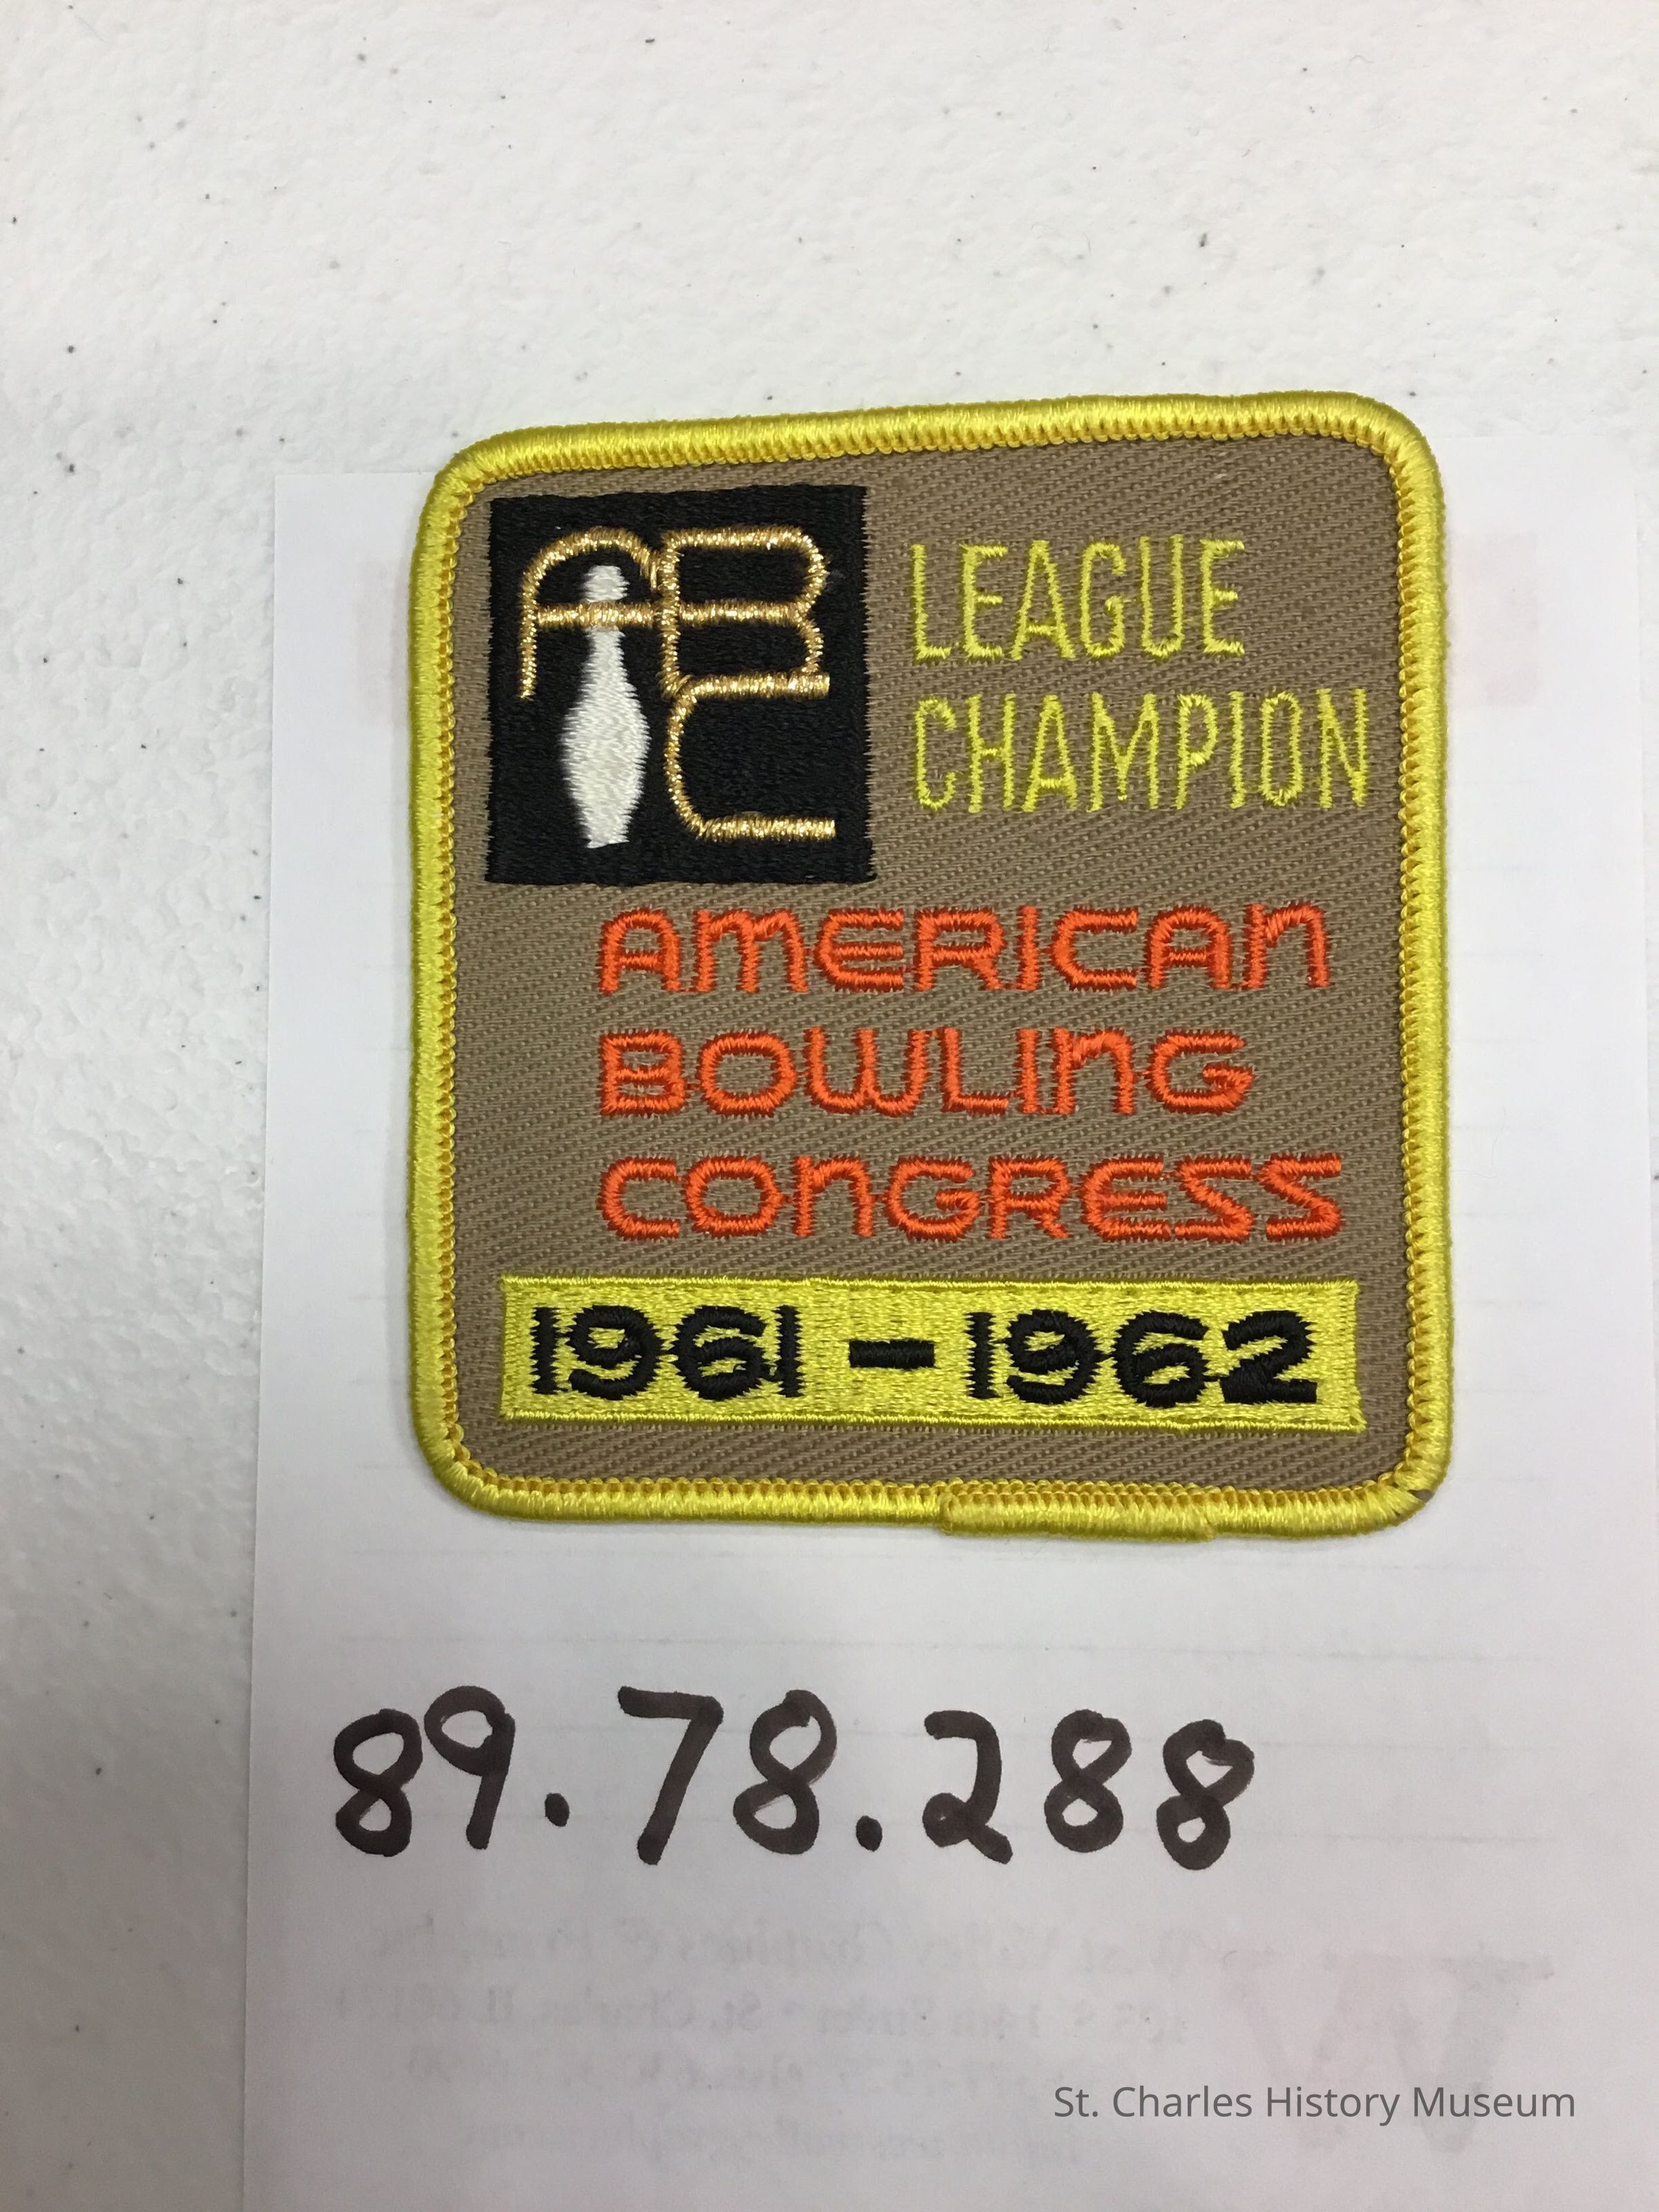 ABC
LEAGUE
CHAMPION
AMERICAN
BOWLING
CONGRESS
1961-1962
89.78.288
St. Charles History Museum